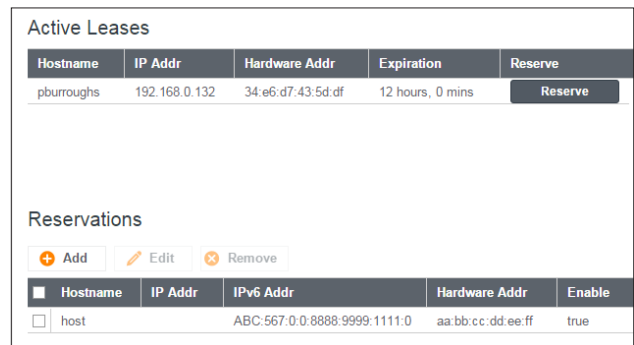 Active Leases
Hostname IP Addr Hardware Addr Expiration Reserve
pburroughs 192.168.0.132 34:e6:d7:43:5d:df 12 hours, 0 mins Reserve
Reservations
Add Edit Remove
Hostname IP Addr IPv6 Addr Hardware Addr Enable
host ABC:567:0:0:8888:9999:1111:0 aa:bb:cc:dd:ee:ff true